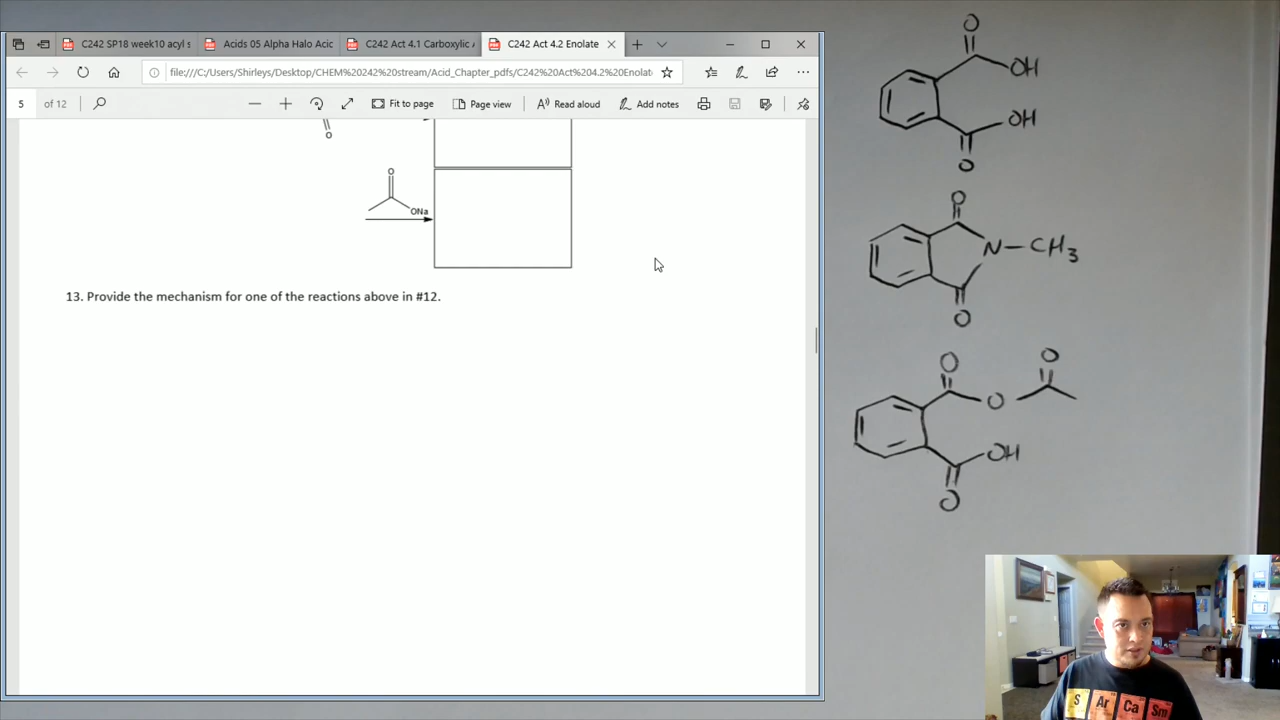 C242 SP18 week10 acyl s
Acids 05 Alpha Halo Acic
C242 Act 4.1 Carboxylic A
C242 Act 4.2 Enolate
file:///C:/Users/Shirleys/Desktop/CHEM%20242%20stream/Acid_Chapter_pdfs/C242%20Act%204.2%20Enolate
5 of 12
Fit to page
Page view
Read aloud
Add notes
O
O
ONa
13. Provide the mechanism for one of the reactions above in #12.
O
OH
OH
O
O
N–CH3
O
O
O
O
OH
O
S Ar Ca Sm